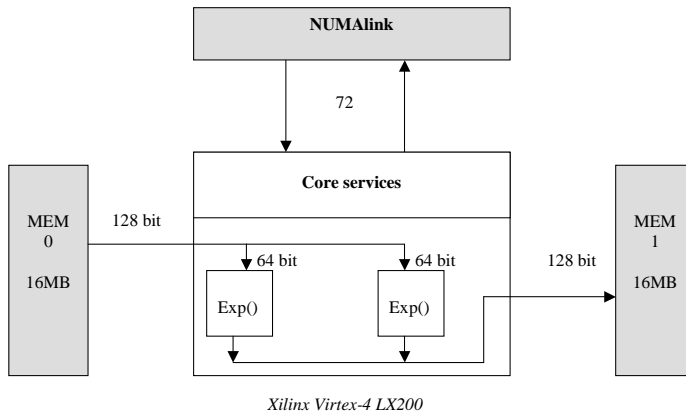 NUMAlink
72
Core services
MEM
0
16MB
128 bit
64 bit
64 bit
128 bit
MEM
1
16MB
Exp()
Exp()
Xilinx Virtex-4 LX200